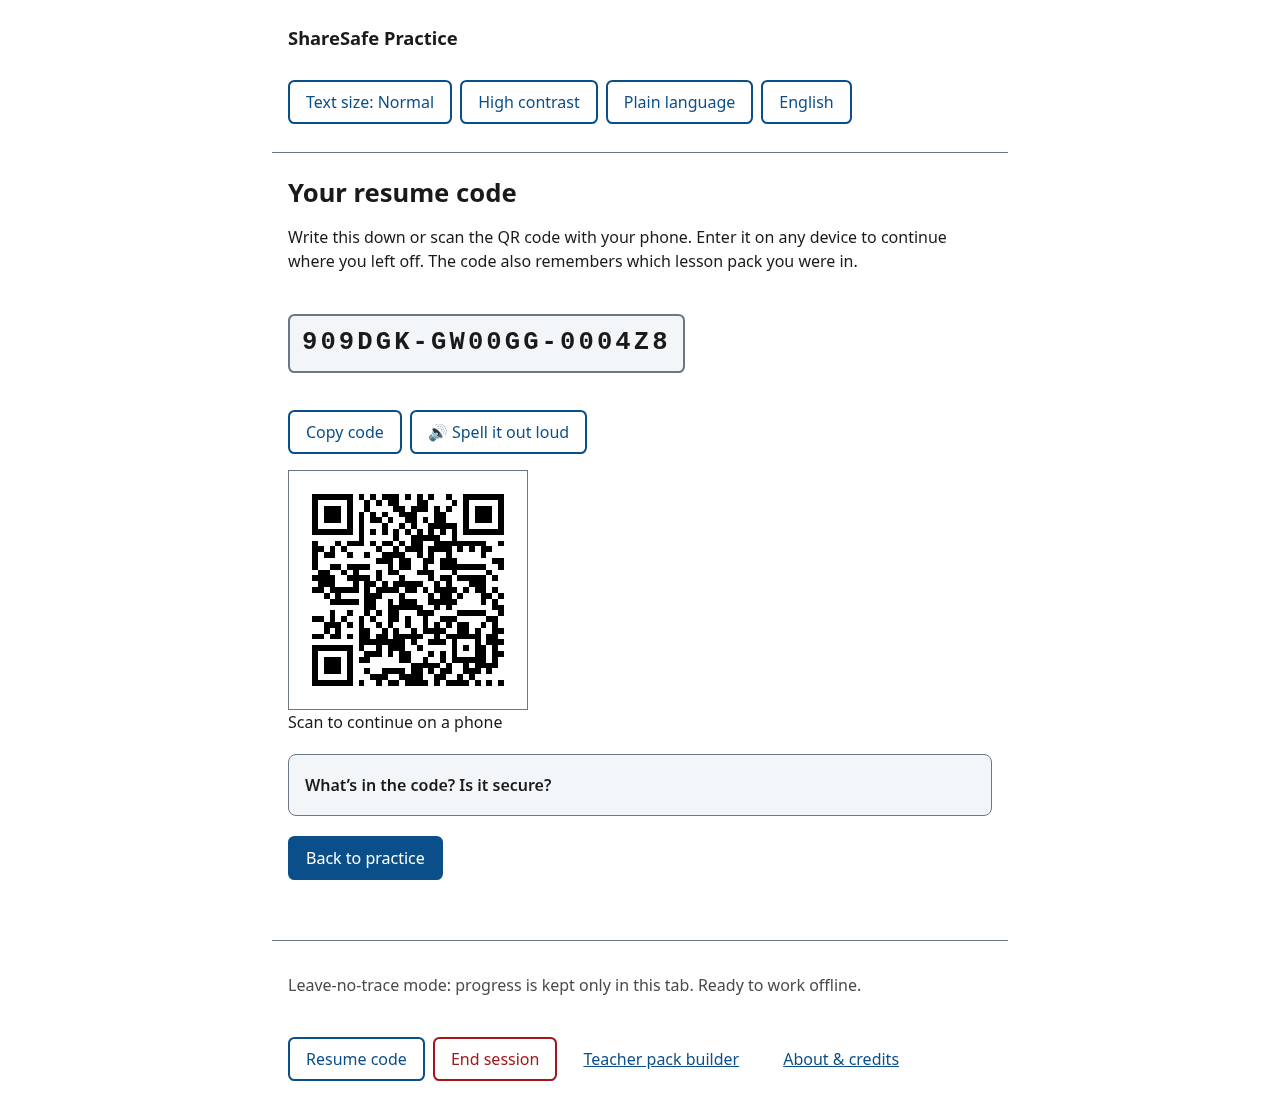 ShareSafe Practice
Text size: Normal
High contrast
Plain language
English
Your resume code
Write this down or scan the QR code with your phone. Enter it on any device to continue
where you left off. The code also remembers which lesson pack you were in.
909DGK-GW00GG-0004Z8
Copy code
🔊 Spell it out loud
Scan to continue on a phone
What’s in the code? Is it secure?
Back to practice
Leave-no-trace mode: progress is kept only in this tab. Ready to work offline.
Resume code
End session
Teacher pack builder
About & credits